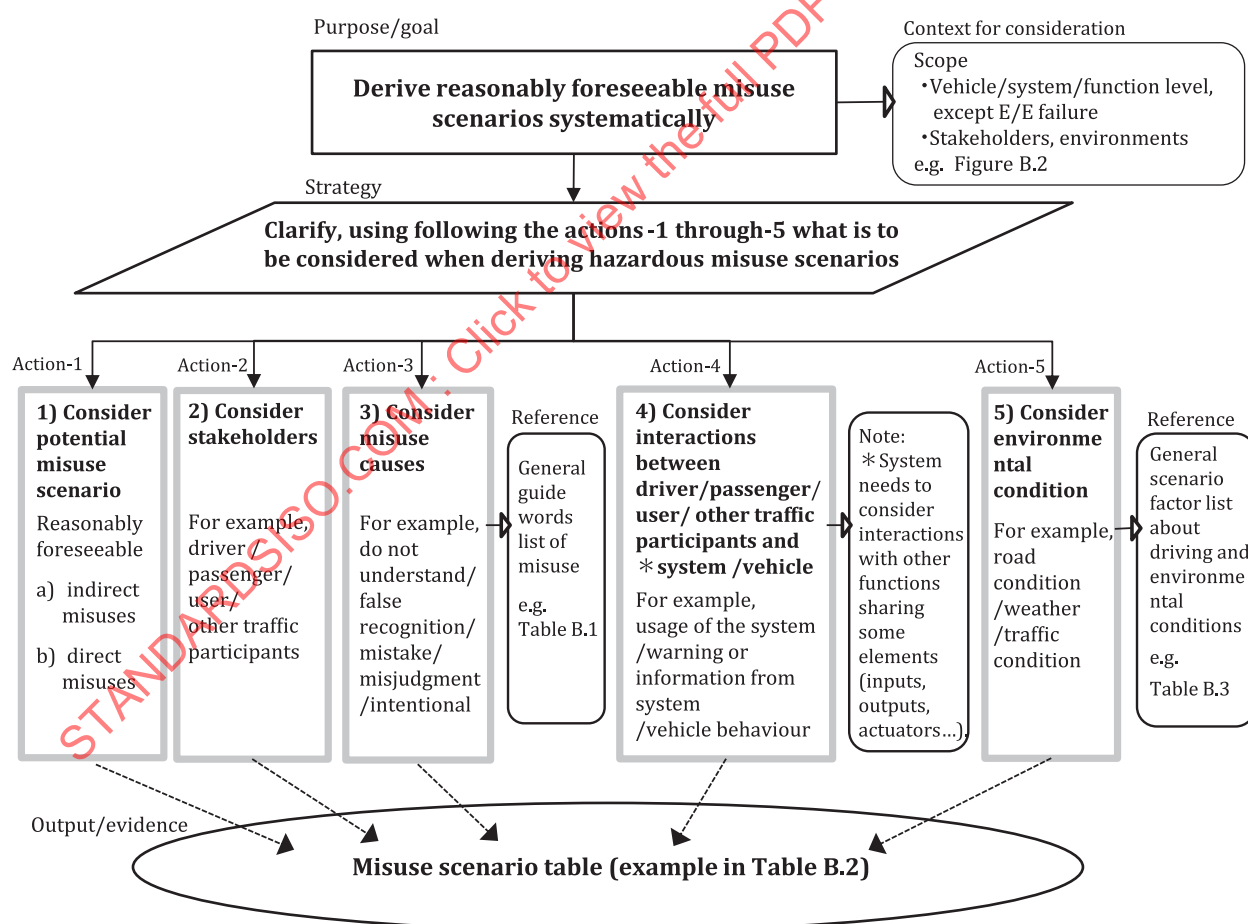 Purpose/goal
Derive reasonably foreseeable misuse
scenarios systematically
Context for consideration
Scope
・Vehicle/system/function level,
except E/E failure
・Stakeholders, environments
e.g. Figure B.2
Strategy
Clarify, using following the actions -1 through-5 what is to
be considered when deriving hazardous misuse scenarios
Action-1
1) Consider
potential
misuse
scenario
Reasonably
foreseeable
a) indirect
misuses
b) direct
misuses
Action-2
2) Consider
stakeholders
For example,
driver /
passenger/
user/
other traffic
participants
Action-3
3) Consider
misuse
causes
For example,
do not
understand/
false
recognition/
mistake/
misjudgment
/intentional
Reference
General
guide
words
list of
misuse
e.g.
Table B.1
Action-4
4) Consider
interactions
between
driver/passenger/
user/ other traffic
participants and
＊system /vehicle
For example,
usage of the system
/warning or
information from
system
/vehicle behaviour
Note:
＊System
needs to
consider
interactions
with other
functions
sharing
some
elements
(inputs,
outputs,
actuators…).
Action-5
5) Consider
environme
ntal
condition
For example,
road
condition
/weather
/traffic
condition
Reference
General
scenario
factor list
about
driving and
environme
ntal
conditions
e.g.
Table B.3
Output/evidence
Misuse scenario table (example in Table B.2)
STANDARDSISO.COM : Click to view the full PDF